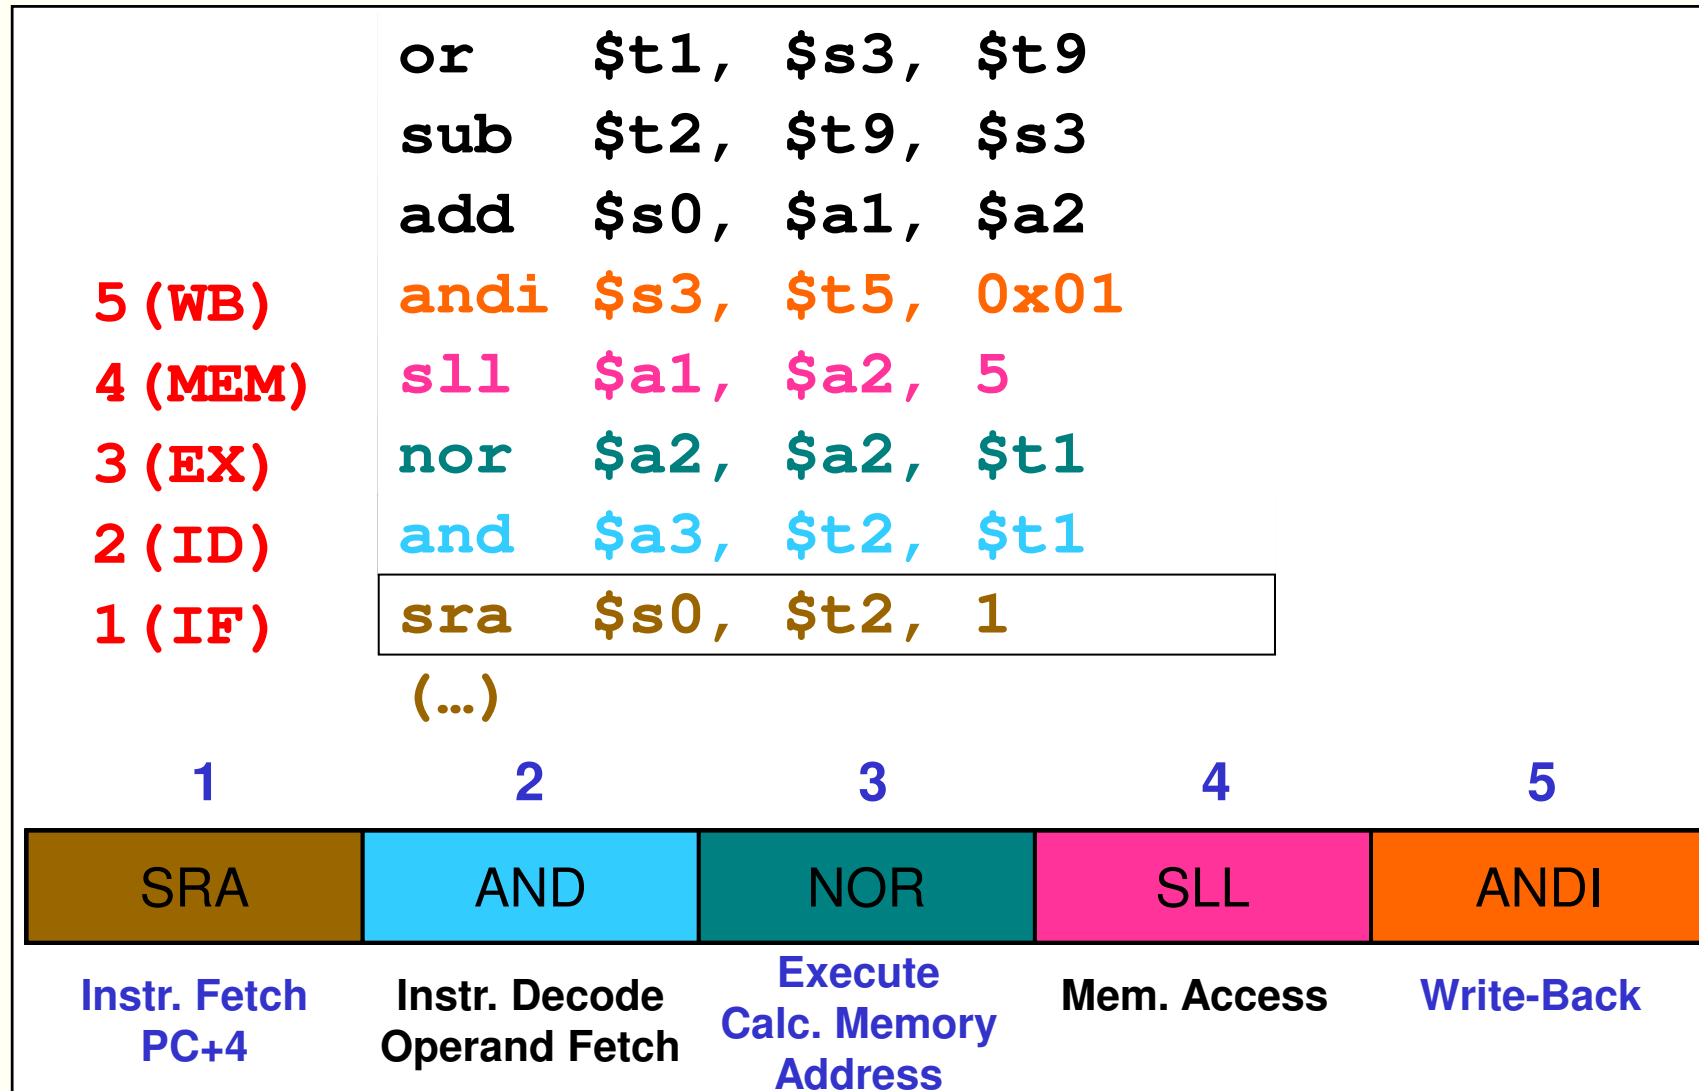 or $t1, $s3, $t9
sub $t2, $t9, $s3
add $s0, $a1, $a2
5(WB) andi $s3, $t5, 0x01
4(MEM) sll $a1, $a2, 5
3(EX) nor $a2, $a2, $t1
2(ID) and $a3, $t2, $t1
1(IF) sra $s0, $t2, 1
(…)
1 2 3 4 5
SRA AND NOR SLL ANDI
Instr. Fetch
PC+4
Instr. Decode
Operand Fetch
Execute
Calc. Memory
Address
Mem. Access
Write-Back